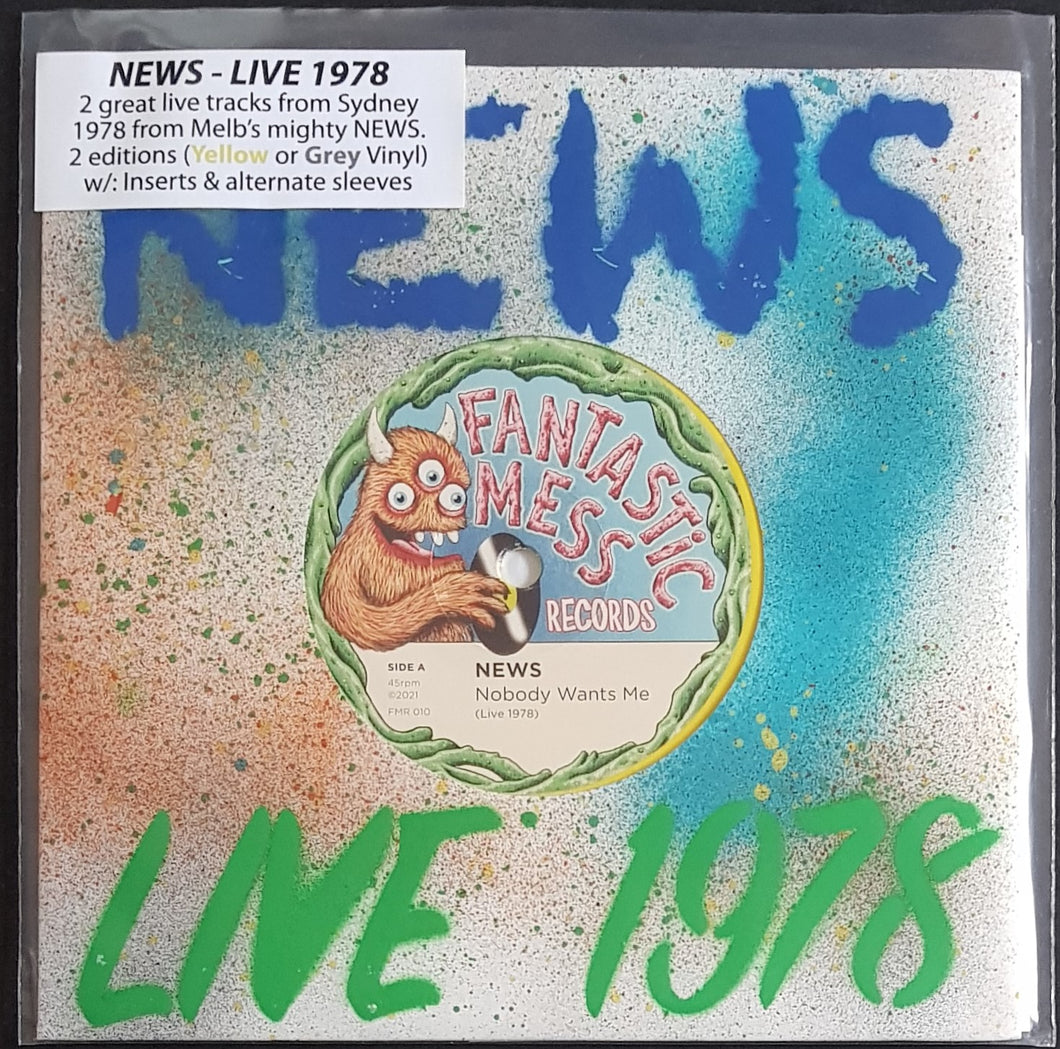 NEWS - LIVE 1978
2 great live tracks from Sydney
1978 from Melb's mighty NEWS.
2 editions (Yellow or Grey Vinyl)
w/: Inserts & alternate sleeves
NEWS
FANTASTIC
MESS
RECORDS
SIDE A
45rpm
©2021
FMR 010
NEWS
Nobody Wants Me
(Live 1978)
LIVE 1978